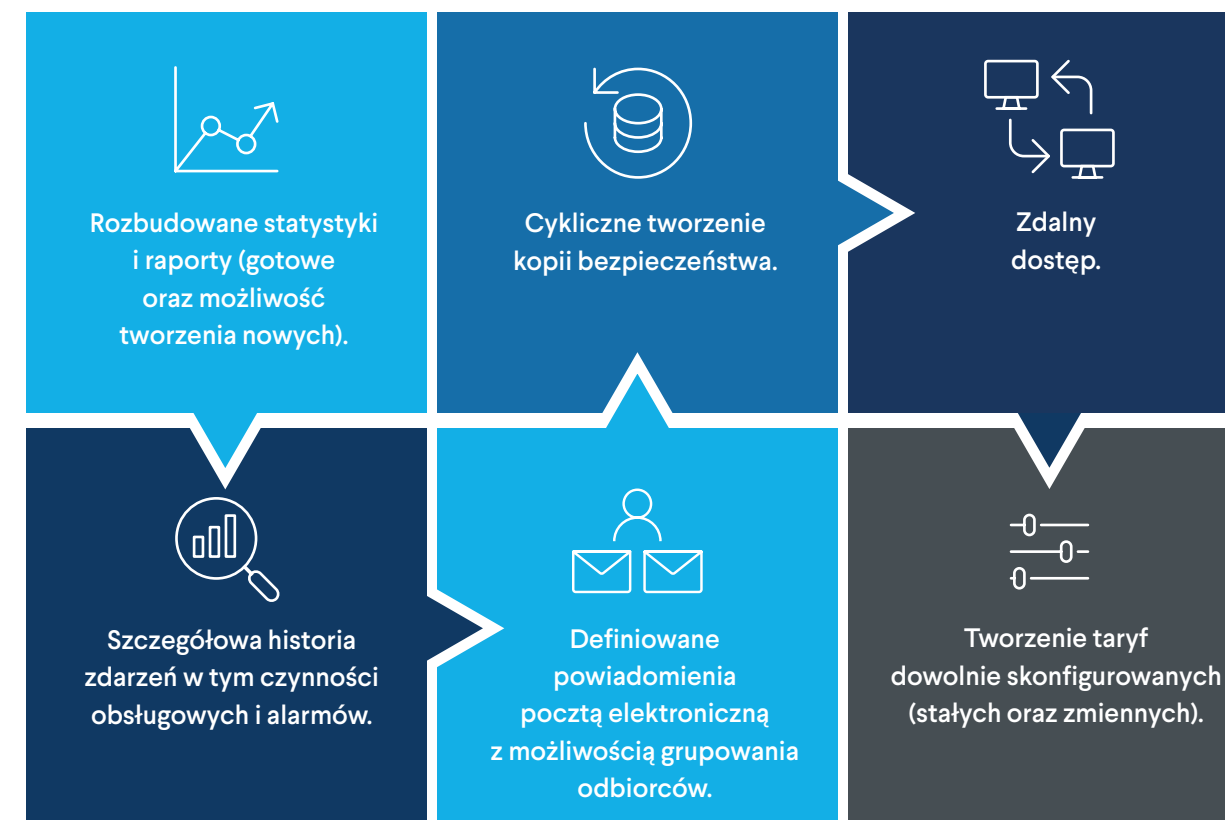 Rozbudowane statystyki
i raporty (gotowe
oraz możliwość
tworzenia nowych).
Szczegółowa historia
zdarzeń w tym czynności
obsługowych i alarmów.
Definiowane
powiadomienia
pocztą elektroniczną
z możliwością grupowania
odbiorców.
Cykliczne tworzenie
kopii bezpieczeństwa.
Zdalny
dostęp.
Tworzenie taryf
dowolnie skonfigurowanych
(stałych oraz zmiennych).